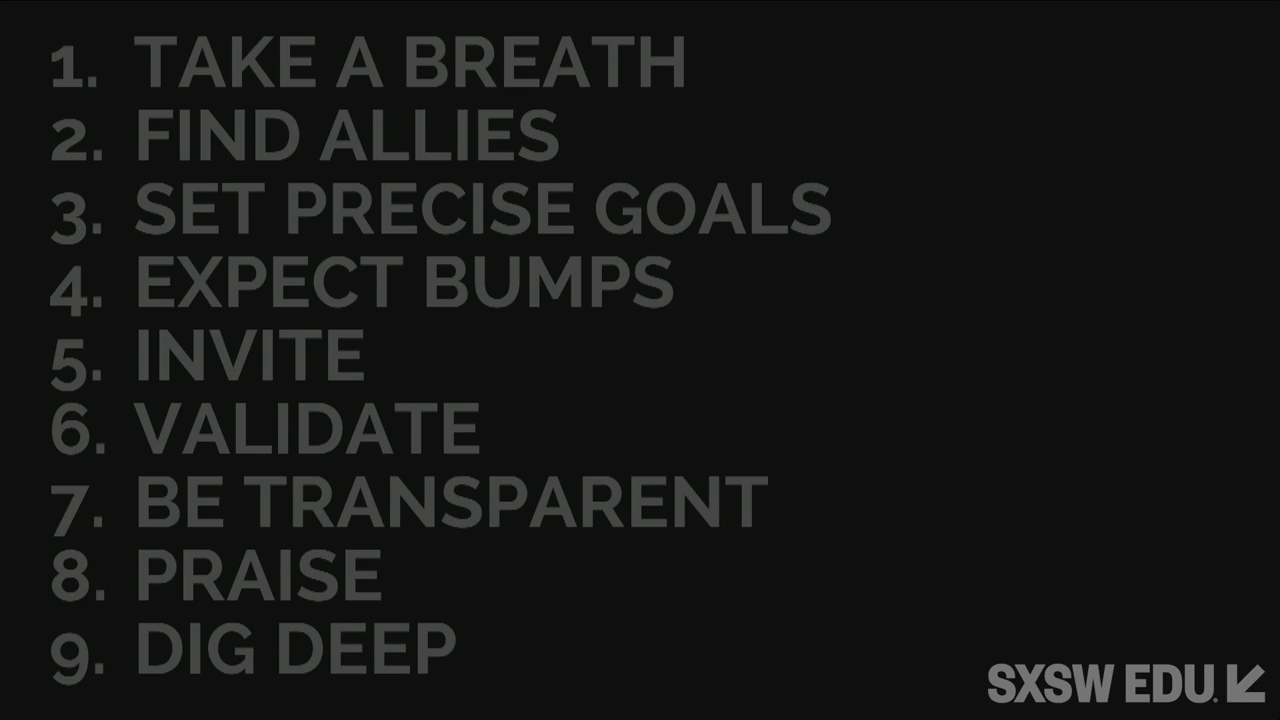 1. TAKE A BREATH
2. FIND ALLIES
3. SET PRECISE GOALS
4. EXPECT BUMPS
5. INVITE
6. VALIDATE
7. BE TRANSPARENT
8. PRAISE
9. DIG DEEP
SXSW EDU.